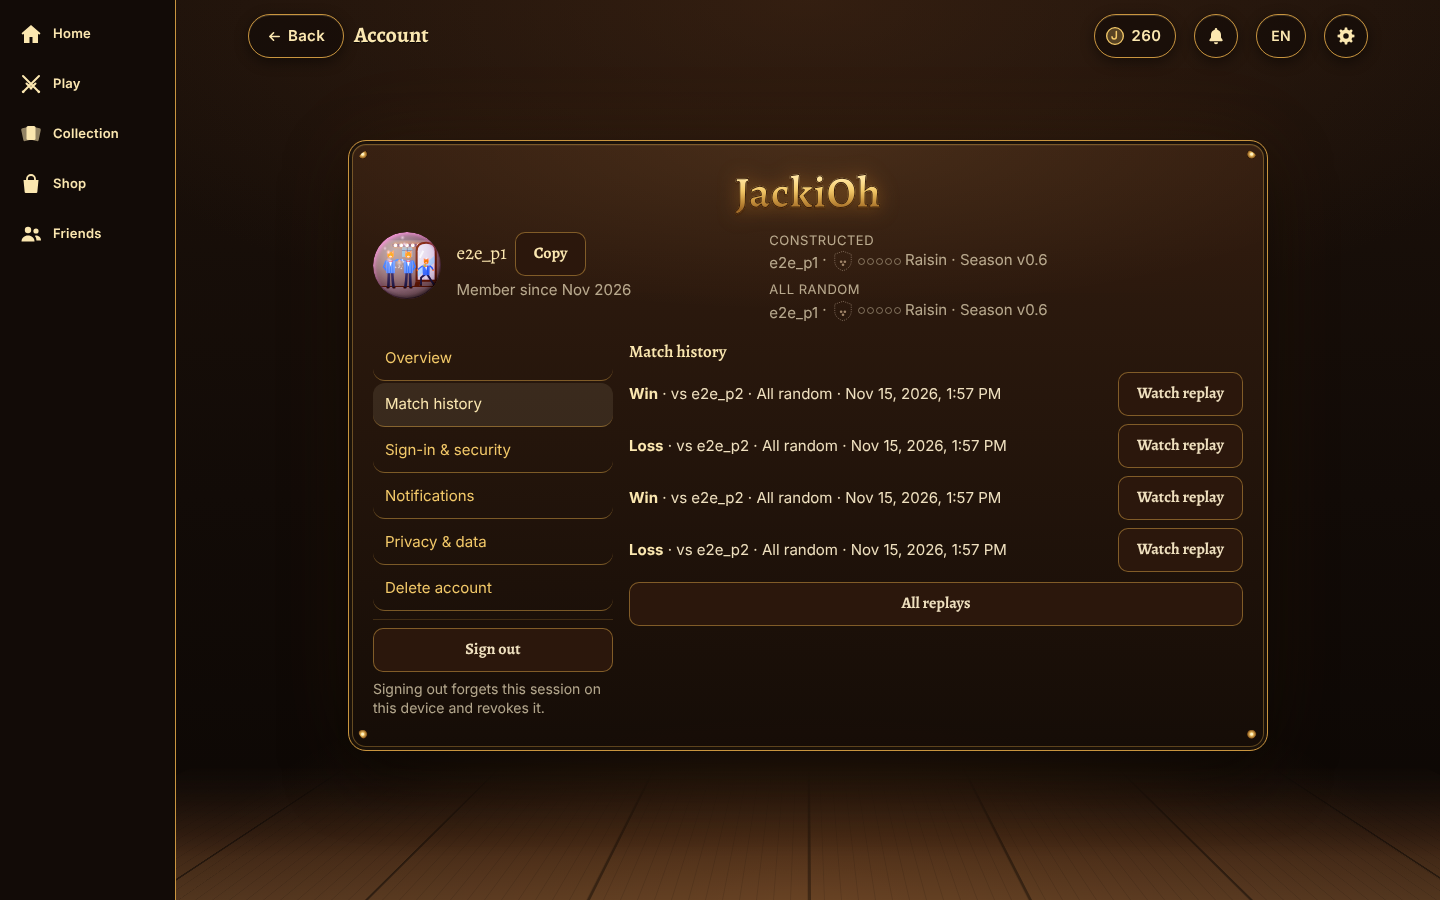 Home
Play
Collection
Shop
Friends
← Back
Account
J 260
EN
JackiOh
e2e_p1
Copy
Member since Nov 2026
CONSTRUCTED
e2e_p1 · Raisin · Season v0.6
ALL RANDOM
e2e_p1 · Raisin · Season v0.6
Overview
Match history
Sign-in & security
Notifications
Privacy & data
Delete account
Sign out
Signing out forgets this session on
this device and revokes it.
Match history
Win · vs e2e_p2 · All random · Nov 15, 2026, 1:57 PM
Watch replay
Loss · vs e2e_p2 · All random · Nov 15, 2026, 1:57 PM
Watch replay
Win · vs e2e_p2 · All random · Nov 15, 2026, 1:57 PM
Watch replay
Loss · vs e2e_p2 · All random · Nov 15, 2026, 1:57 PM
Watch replay
All replays